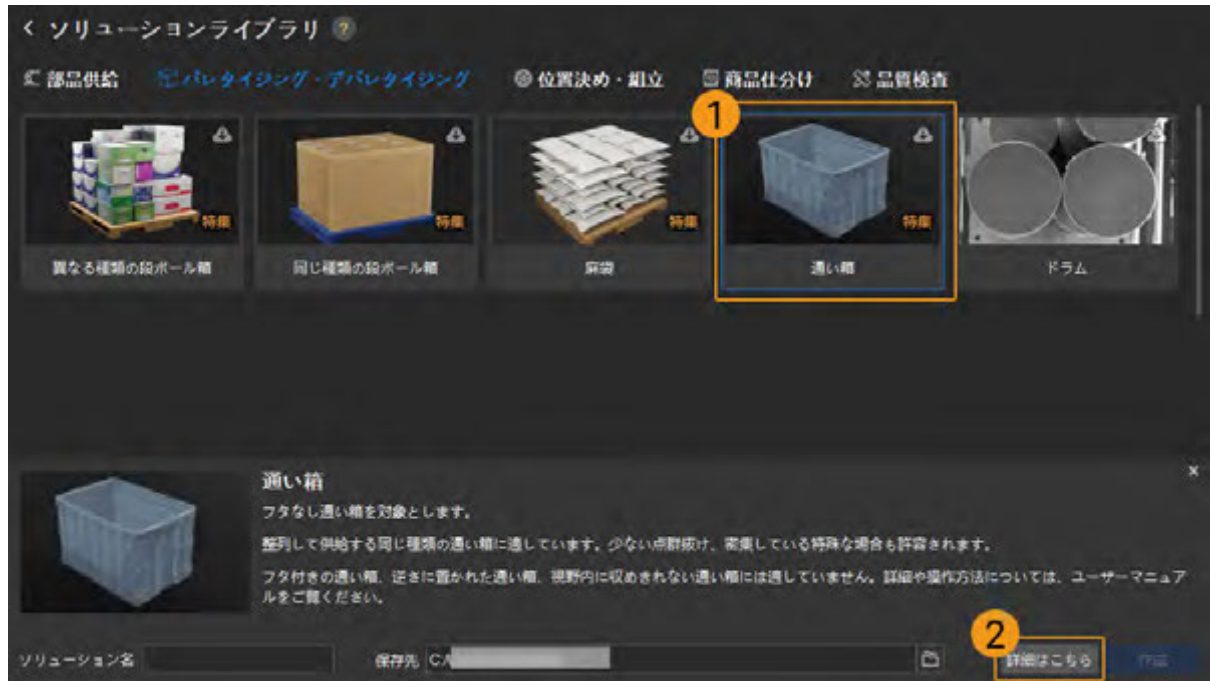 < ソリューションライブラリ ?
部品供給 パレタイジング・デパレタイジング 位置決め・組立 商品仕分け 品質検査
1
特集 特集 特集 特集
異なる種類の段ボール箱 同じ種類の段ボール箱 麻袋 通い箱 ドラム
通い箱
×
フタなし通い箱を対象とします。
整列して供給する同じ種類の通い箱に適しています。少ない点群抜け、密集している特殊な場合も許容されます。
フタ付きの通い箱、逆さに置かれた通い箱、視野内に収めきれない通い箱には適していません。詳細や操作方法については、ユーザーマニュア
ルをご覧ください。
2
ソリューション名 保存先 C:/ 詳細はこちら 作成